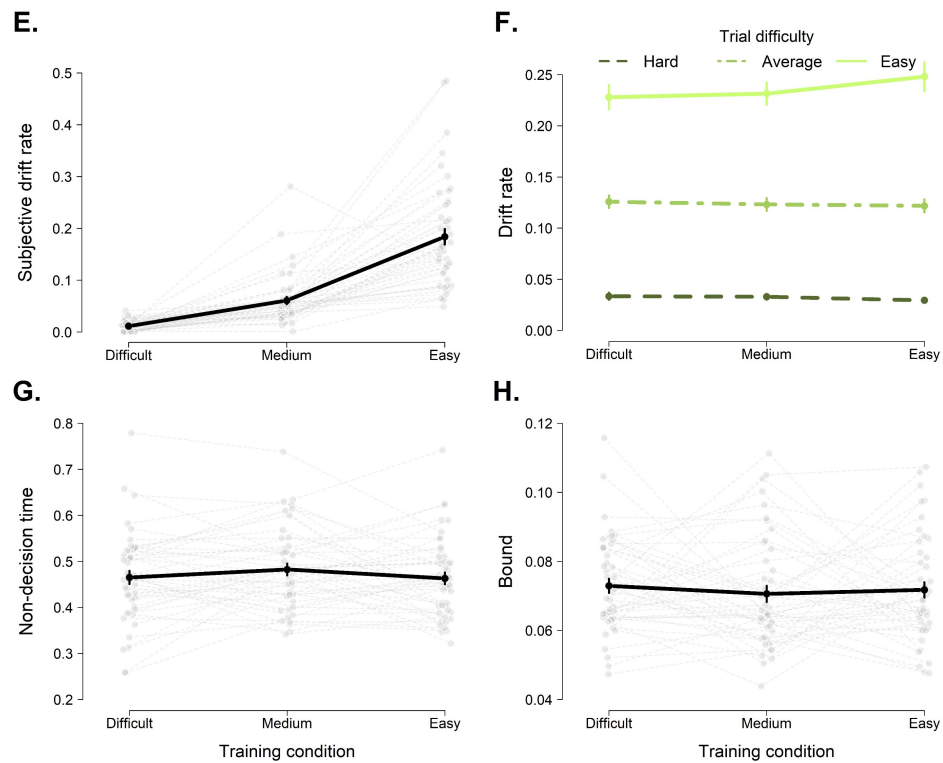 E.
Subjective drift rate
0.5
0.4
0.3
0.2
0.1
0.0
Difficult Medium Easy
F.
Trial difficulty
Hard Average Easy
Drift rate
0.25
0.20
0.15
0.10
0.05
0.00
Difficult Medium Easy
G.
Non-decision time
0.8
0.7
0.6
0.5
0.4
0.3
0.2
Difficult Medium Easy
Training condition
H.
Bound
0.12
0.10
0.08
0.06
0.04
Difficult Medium Easy
Training condition